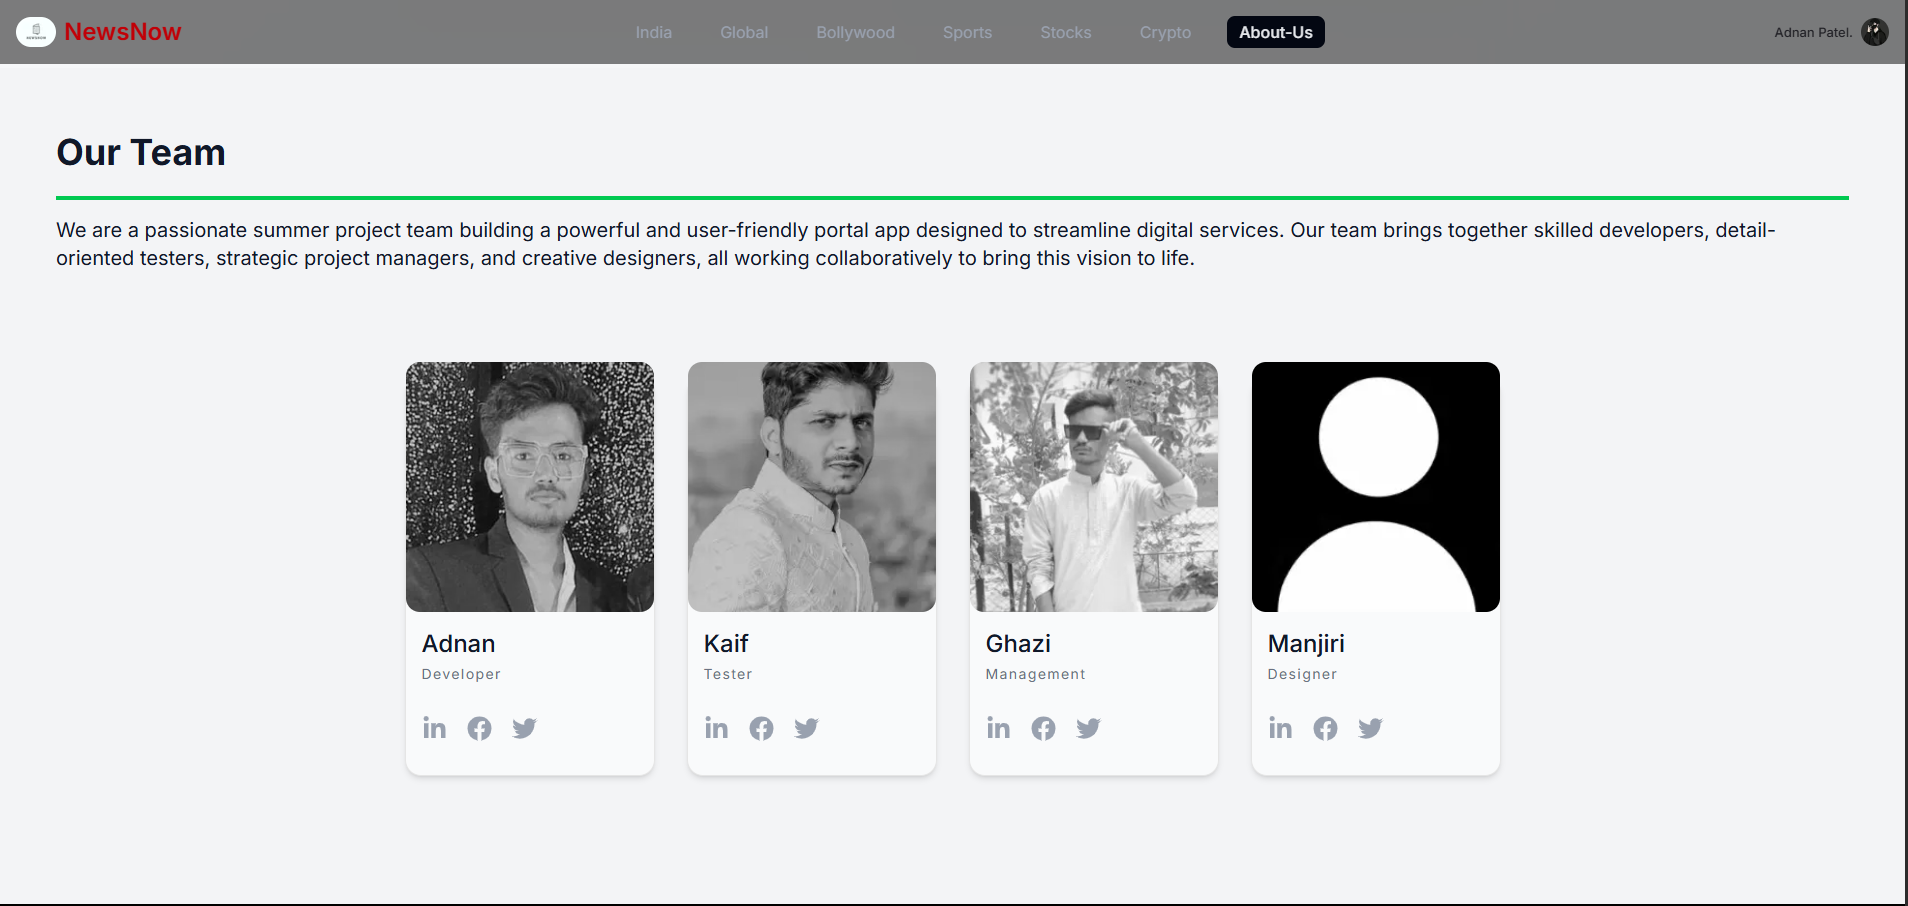 NewsNow
India
Global
Bollywood
Sports
Stocks
Crypto
About-Us
Adnan Patel.
Our Team
We are a passionate summer project team building a powerful and user-friendly portal app designed to streamline digital services. Our team brings together skilled developers, detail-
oriented testers, strategic project managers, and creative designers, all working collaboratively to bring this vision to life.
Adnan
Developer
Kaif
Tester
Ghazi
Management
Manjiri
Designer